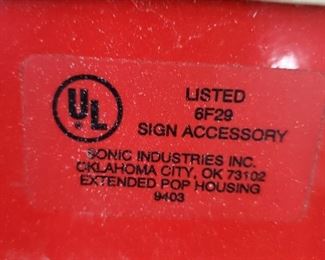 UL
LISTED
6F29
SIGN ACCESSORY
SONIC INDUSTRIES INC.
OKLAHOMA CITY, OK 73102
EXTENDED POP HOUSING
9403